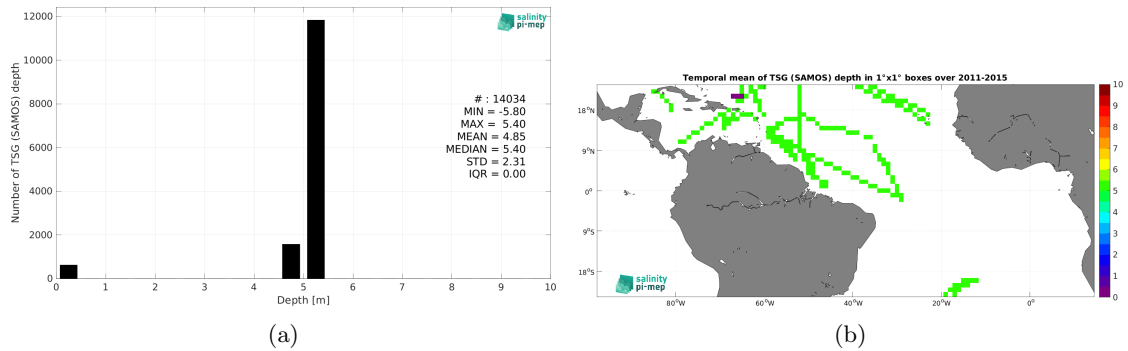 12000
10000
8000
6000
4000
2000
0
Number of TSG (SAMOS) depth
salinity
pi-mep
# : 14034
MIN = -5.80
MAX = 5.40
MEAN = 4.85
MEDIAN = 5.40
STD = 2.31
IQR = 0.00
0 1 2 3 4 5 6 7 8 9 10
Depth [m]
(a)
Temporal mean of TSG (SAMOS) depth in 1°x1° boxes over 2011-2015
18°N
9°N
0°
9°S
18°S
salinity
pi-mep
80°W 60°W 40°W 20°W 0°
10
9
8
7
6
5
4
3
2
1
0
(b)